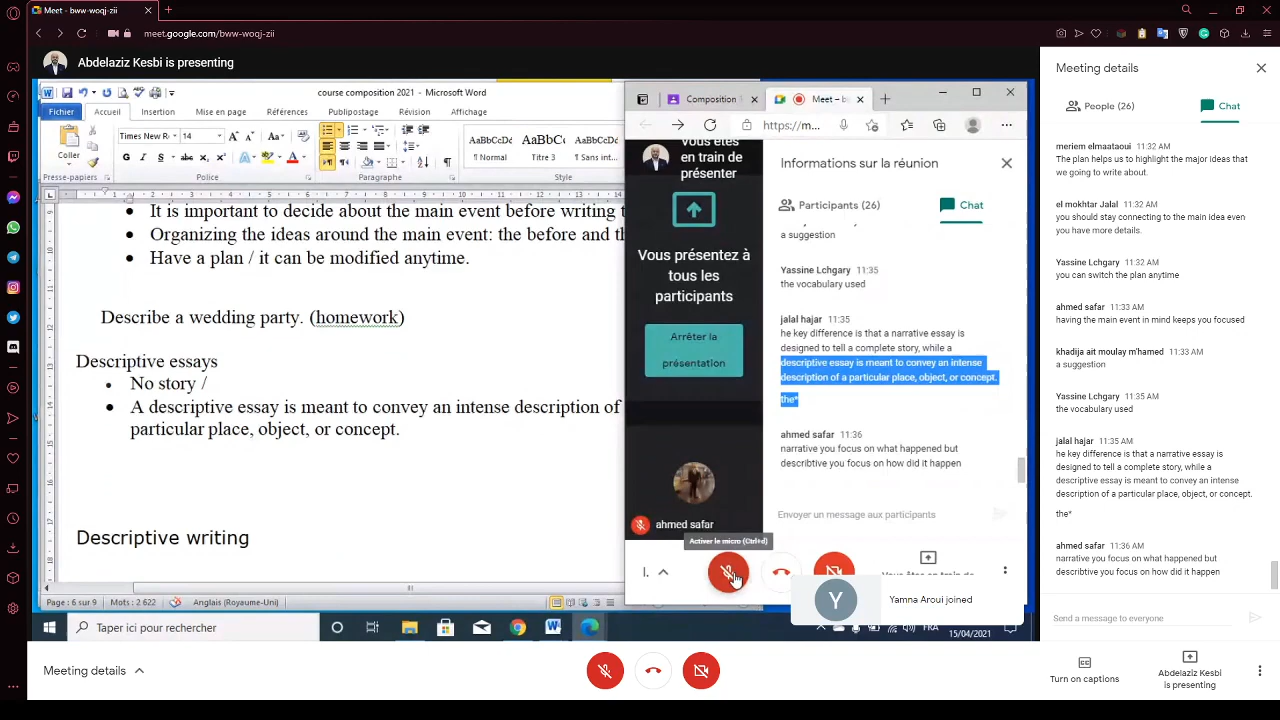 Meet - bww-woqj-zii
meet.google.com/bww-woqj-zii
Abdelaziz Kesbi is presenting
course composition 2021 - Microsoft Word
Fichier
Accueil
Insertion
Mise en page
Références
Publipostage
Révision
Affichage
Coller
Times New R
14
AaBbCcDc
AaBbC
AaBbCcDc
¶ Normal
Titre 3
¶ Sans int...
Presse-papiers
Police
Paragraphe
Style
It is important to decide about the main event before writing t
Organizing the ideas around the main event: the before and th
Have a plan / it can be modified anytime.
Describe a wedding party. (homework)
Descriptive essays
No story /
A descriptive essay is meant to convey an intense description of
particular place, object, or concept.
Descriptive writing
Page : 6 sur 9
Mots : 2 622
Anglais (Royaume-Uni)
Taper ici pour rechercher
Composition 1
Meet – b
https://m...
Vous êtes
en train de
présenter
Vous présentez à
tous les
participants
Arrêter la
présentation
ahmed safar
Activer le micro (Ctrl+d)
Informations sur la réunion
Participants (26)
Chat
a suggestion
Yassine Lchgary 11:35
the vocabulary used
jalal hajar 11:35
he key difference is that a narrative essay is
designed to tell a complete story, while a
descriptive essay is meant to convey an intense
description of a particular place, object, or concept.
the*
ahmed safar 11:36
narrative you focus on what happened but
describtive you focus on how did it happen
Envoyer un message aux participants
Y
Yamna Aroui joined
FRA
15/04/2021
Meeting details
People (26)
Chat
meriem elmaataoui 11:32 AM
The plan helps us to highlight the major ideas that
we going to write about.
el mokhtar Jalal 11:32 AM
you should stay connecting to the main idea even
you have more details.
Yassine Lchgary 11:32 AM
you can switch the plan anytime
ahmed safar 11:33 AM
having the main event in mind keeps you focused
khadija ait moulay m'hamed 11:33 AM
a suggestion
Yassine Lchgary 11:35 AM
the vocabulary used
jalal hajar 11:35 AM
he key difference is that a narrative essay is
designed to tell a complete story, while a
descriptive essay is meant to convey an intense
description of a particular place, object, or concept.
the*
ahmed safar 11:36 AM
narrative you focus on what happened but
describtive you focus on how did it happen
Send a message to everyone
Meeting details
Turn on captions
Abdelaziz Kesbi
is presenting